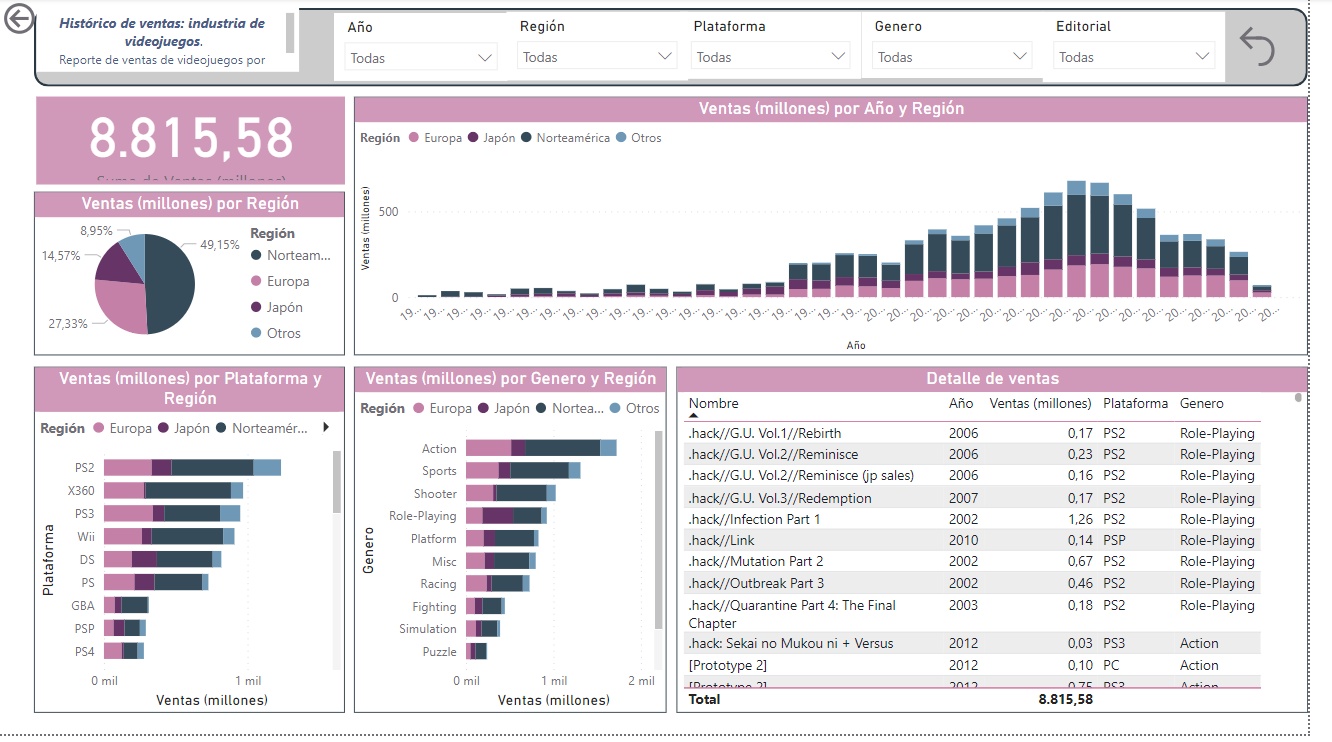 Histórico de ventas: industria de
videojuegos.
Reporte de ventas de videojuegos por
Año
Todas
Región
Todas
Plataforma
Todas
Genero
Todas
Editorial
Todas
8.815,58
Suma de Ventas (millones)
Ventas (millones) por Región
8,95%
14,57%
27,33%
49,15%
Región
Norteam...
Europa
Japón
Otros
Ventas (millones) por Año y Región
Región Europa Japón Norteamérica Otros
Ventas (millones)
500
0
19... 19... 19... 19... 19... 19... 19... 19... 19... 19... 19... 19... 19... 19... 19... 19... 19... 19... 19... 19... 20... 20... 20... 20... 20... 20... 20... 20... 20... 20... 20... 20... 20... 20... 20... 20... 20...
Año
Ventas (millones) por Plataforma y
Región
Región Europa Japón Norteamér...
Plataforma
PS2
X360
PS3
Wii
DS
PS
GBA
PSP
PS4
0 mil 1 mil
Ventas (millones)
Ventas (millones) por Genero y Región
Región Europa Japón Nortea... Otros
Genero
Action
Sports
Shooter
Role-Playing
Platform
Misc
Racing
Fighting
Simulation
Puzzle
0 mil 1 mil 2 mil
Ventas (millones)
Detalle de ventas
Nombre Año Ventas (millones) Plataforma Genero
.hack//G.U. Vol.1//Rebirth 2006 0,17 PS2 Role-Playing
.hack//G.U. Vol.2//Reminisce 2006 0,23 PS2 Role-Playing
.hack//G.U. Vol.2//Reminisce (jp sales) 2006 0,16 PS2 Role-Playing
.hack//G.U. Vol.3//Redemption 2007 0,17 PS2 Role-Playing
.hack//Infection Part 1 2002 1,26 PS2 Role-Playing
.hack//Link 2010 0,14 PSP Role-Playing
.hack//Mutation Part 2 2002 0,67 PS2 Role-Playing
.hack//Outbreak Part 3 2002 0,46 PS2 Role-Playing
.hack//Quarantine Part 4: The Final 2003 0,18 PS2 Role-Playing
Chapter
.hack: Sekai no Mukou ni + Versus 2012 0,03 PS3 Action
[Prototype 2] 2012 0,10 PC Action
[Prototype 2] 2012 0,75 PS3 Action
Total 8.815,58